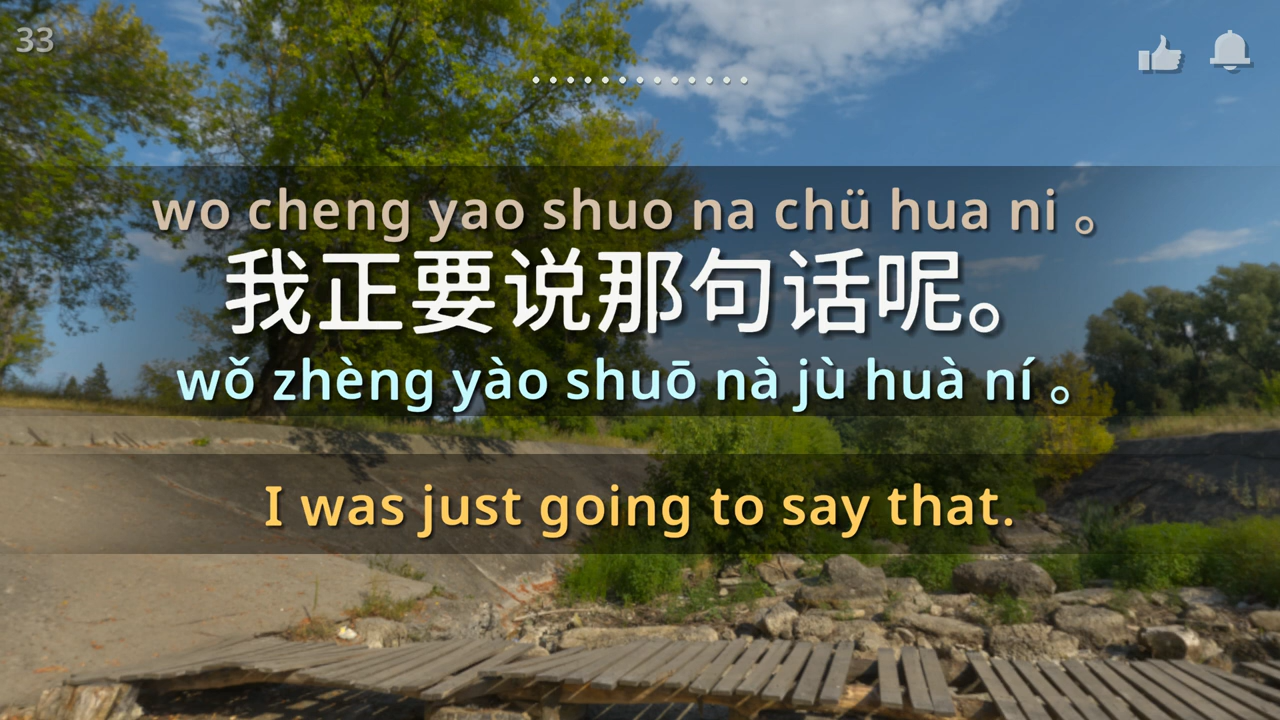 33
wo cheng yao shuo na chü hua ni 。
我正要说那句话呢。
wǒ zhèng yào shuō nà jù huà ní 。
I was just going to say that.